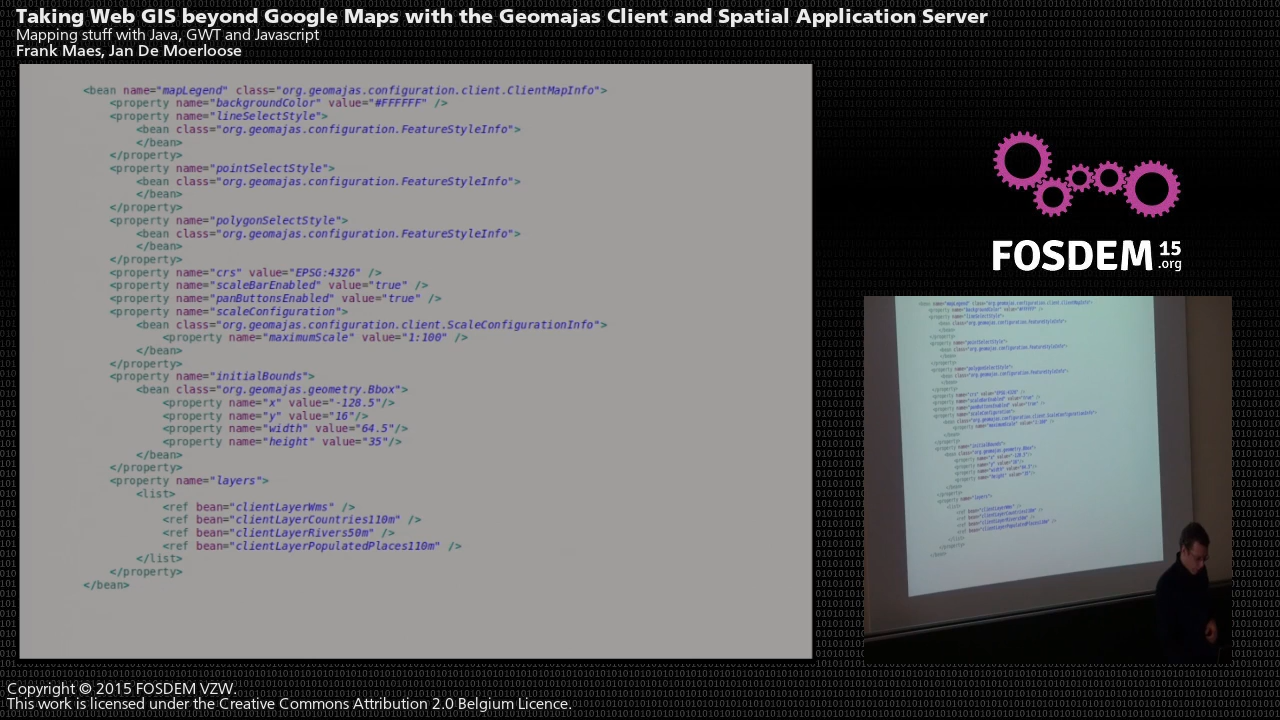 Taking Web GIS beyond Google Maps with the Geomajas Client and Spatial Application Server
Mapping stuff with Java, GWT and Javascript
Frank Maes, Jan De Moerloose
<bean name="mapLegend" class="org.geomajas.configuration.client.ClientMapInfo">
<property name="backgroundColor" value="#FFFFFF" />
<property name="lineSelectStyle">
<bean class="org.geomajas.configuration.FeatureStyleInfo">
</bean>
</property>
<property name="pointSelectStyle">
<bean class="org.geomajas.configuration.FeatureStyleInfo">
</bean>
</property>
<property name="polygonSelectStyle">
<bean class="org.geomajas.configuration.FeatureStyleInfo">
</bean>
</property>
<property name="crs" value="EPSG:4326" />
<property name="scaleBarEnabled" value="true" />
<property name="panButtonsEnabled" value="true" />
<property name="scaleConfiguration">
<bean class="org.geomajas.configuration.client.ScaleConfigurationInfo">
<property name="maximumScale" value="1:100" />
</bean>
</property>
<property name="initialBounds">
<bean class="org.geomajas.geometry.Bbox">
<property name="x" value="-128.5"/>
<property name="y" value="16"/>
<property name="width" value="64.5"/>
<property name="height" value="35"/>
</bean>
</property>
<property name="layers">
<list>
<ref bean="clientLayerWms" />
<ref bean="clientLayerCountries110m" />
<ref bean="clientLayerRivers50m" />
<ref bean="clientLayerPopulatedPlaces110m" />
</list>
</property>
</bean>
FOSDEM 15
.org
Copyright © 2015 FOSDEM VZW.
This work is licensed under the Creative Commons Attribution 2.0 Belgium Licence.